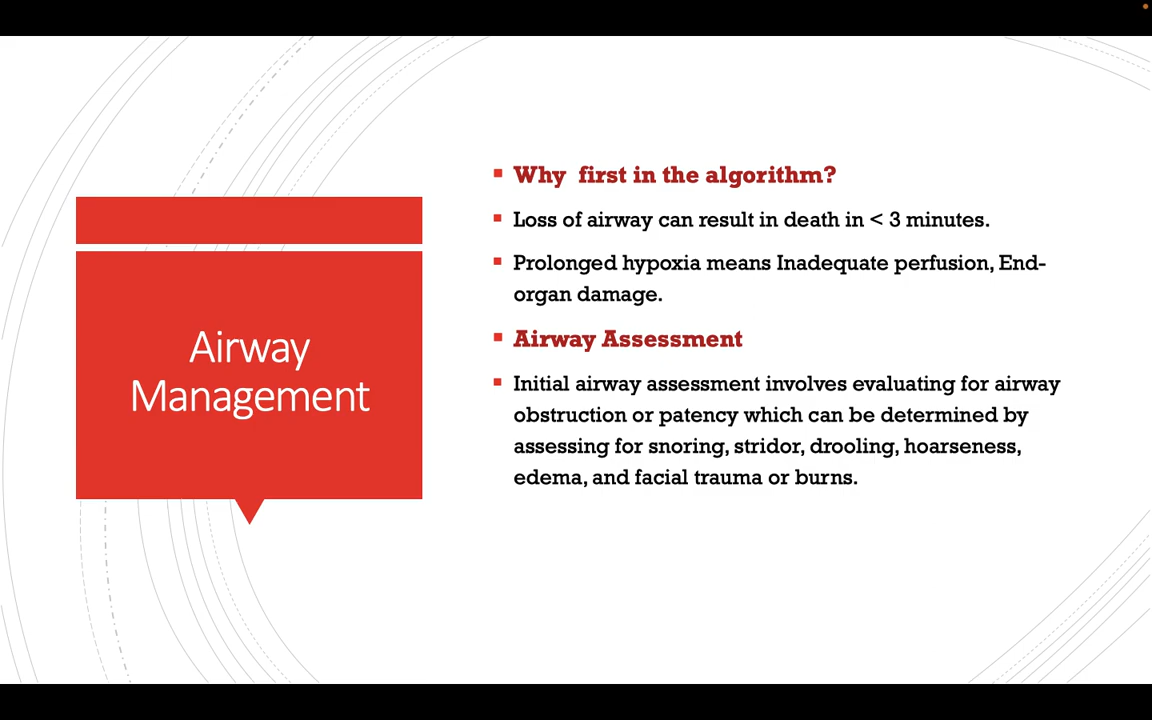 Airway
Management
Why  first in the algorithm?
Loss of airway can result in death in < 3 minutes.
Prolonged hypoxia means Inadequate perfusion, End-
organ damage.
Airway Assessment
Initial airway assessment involves evaluating for airway
obstruction or patency which can be determined by
assessing for snoring, stridor, drooling, hoarseness,
edema, and facial trauma or burns.